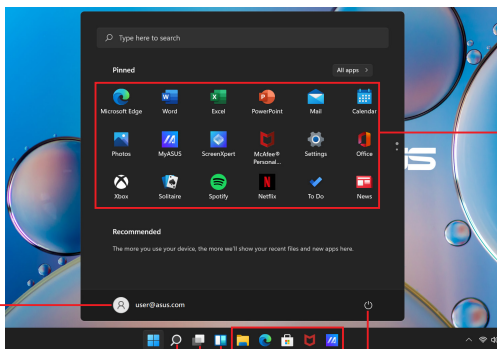 Type here to search
Pinned
All apps >
Microsoft Edge Word Excel PowerPoint Mail Calendar
Photos MyASUS ScreenXpert McAfee® Personal... Settings Office
Xbox Solitaire Spotify Netflix To Do News
Recommended
The more you use your device, the more we'll show your recent files and new apps here.
user@asus.com